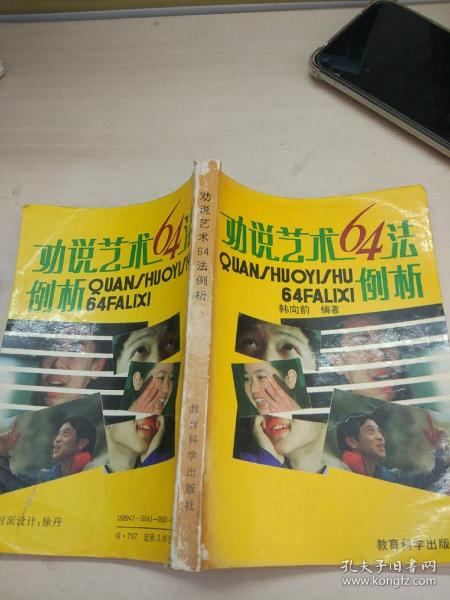 劝说艺术64法
QUANSHUOYISHU
64FALIXI 例析
韩向前 编著
教育科学出版
劝说艺术64法例析
教育科学出版社
劝说艺术64法
QUANSHUOYISHU
例析 64FALIXI
封面设计:徐丹
ISBN7-5041-
G·797 定价:3.
孔夫子旧书网
www.kongfz.com